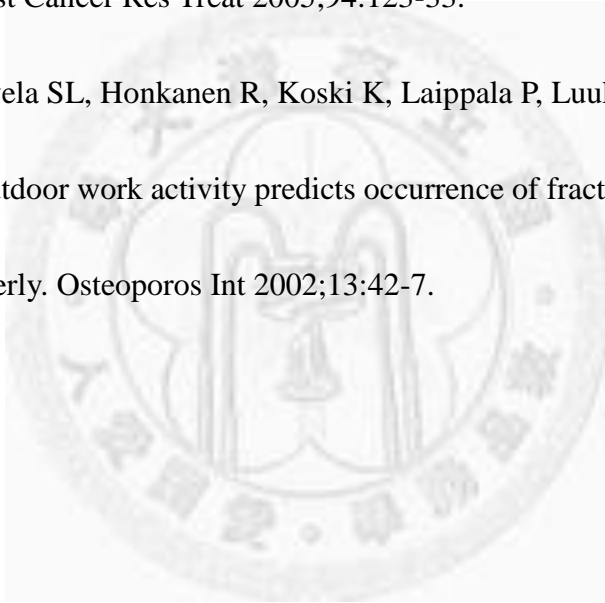 st Cancer Res Treat 2005;94:123-33.
ela SL, Honkanen R, Koski K, Laippala P, Luul
tdoor work activity predicts occurrence of fract
erly. Osteoporos Int 2002;13:42-7.